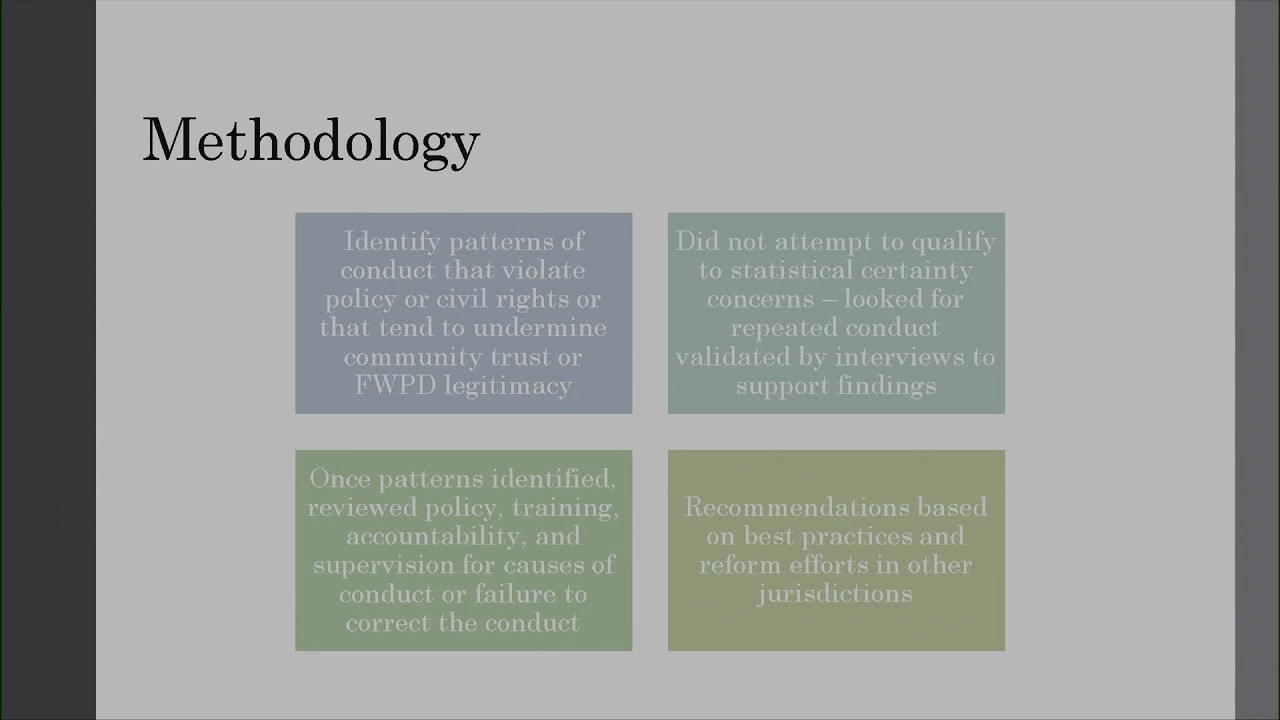 Methodology
Identify patterns of
conduct that violate
policy or civil rights or
that tend to undermine
community trust or
FWPD legitimacy
Did not attempt to qualify
to statistical certainty
concerns – looked for
repeated conduct
validated by interviews to
support findings
Once patterns identified,
reviewed policy, training,
accountability, and
supervision for causes of
conduct or failure to
correct the conduct
Recommendations based
on best practices and
reform efforts in other
jurisdictions